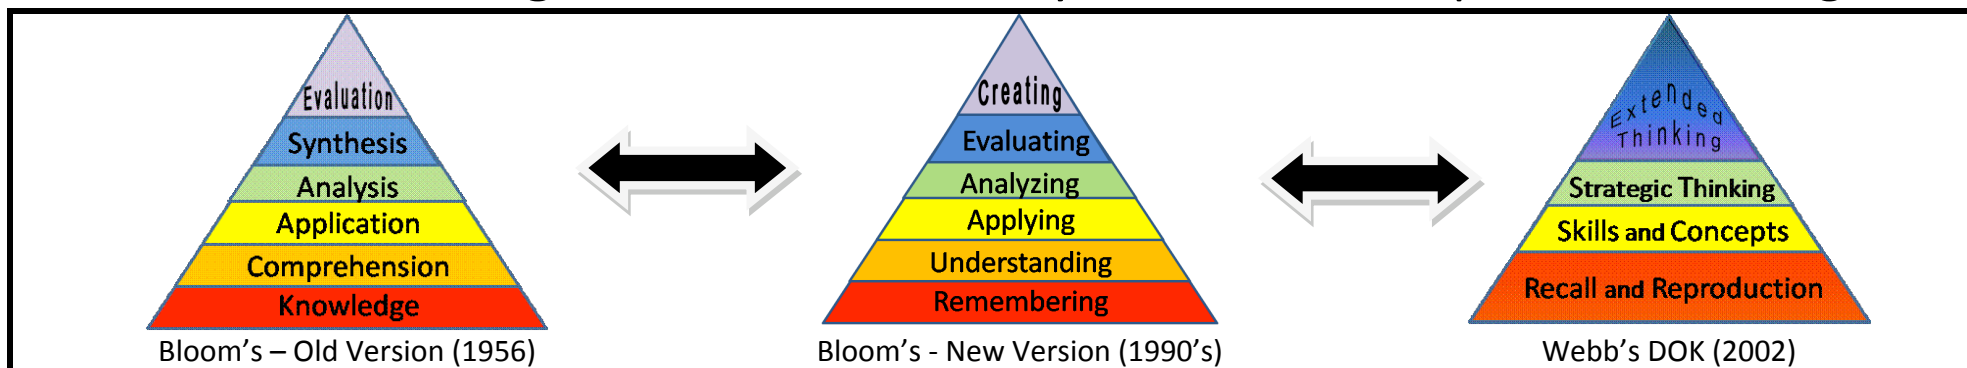 Evaluation
Synthesis
Analysis
Application
Comprehension
Knowledge
Bloom’s – Old Version (1956)
Creating
Evaluating
Analyzing
Applying
Understanding
Remembering
Bloom’s - New Version (1990’s)
Extended
Thinking
Strategic Thinking
Skills and Concepts
Recall and Reproduction
Webb’s DOK (2002)